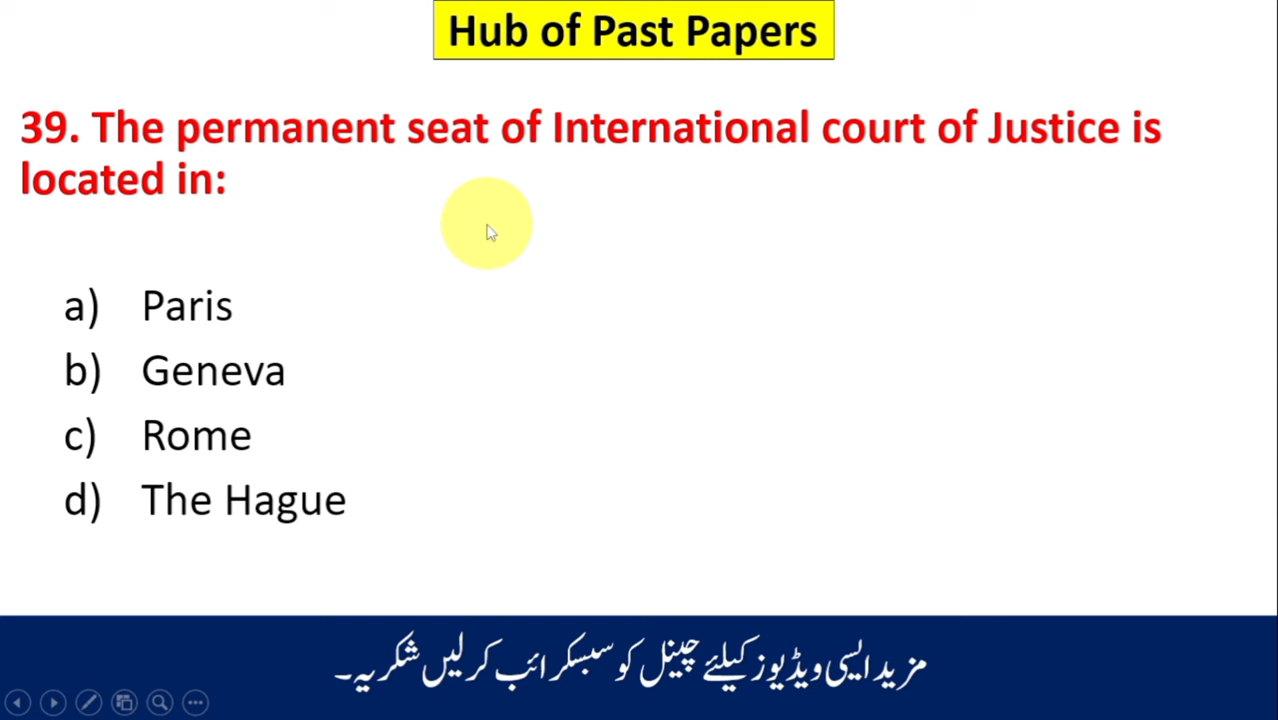 Hub of Past Papers
39. The permanent seat of International court of Justice is
located in:
a) Paris
b) Geneva
c) Rome
d) The Hague
مزید ایسی ویڈیوز کیلئے چینل کو سبسکرائب کر لیں شکریہ۔